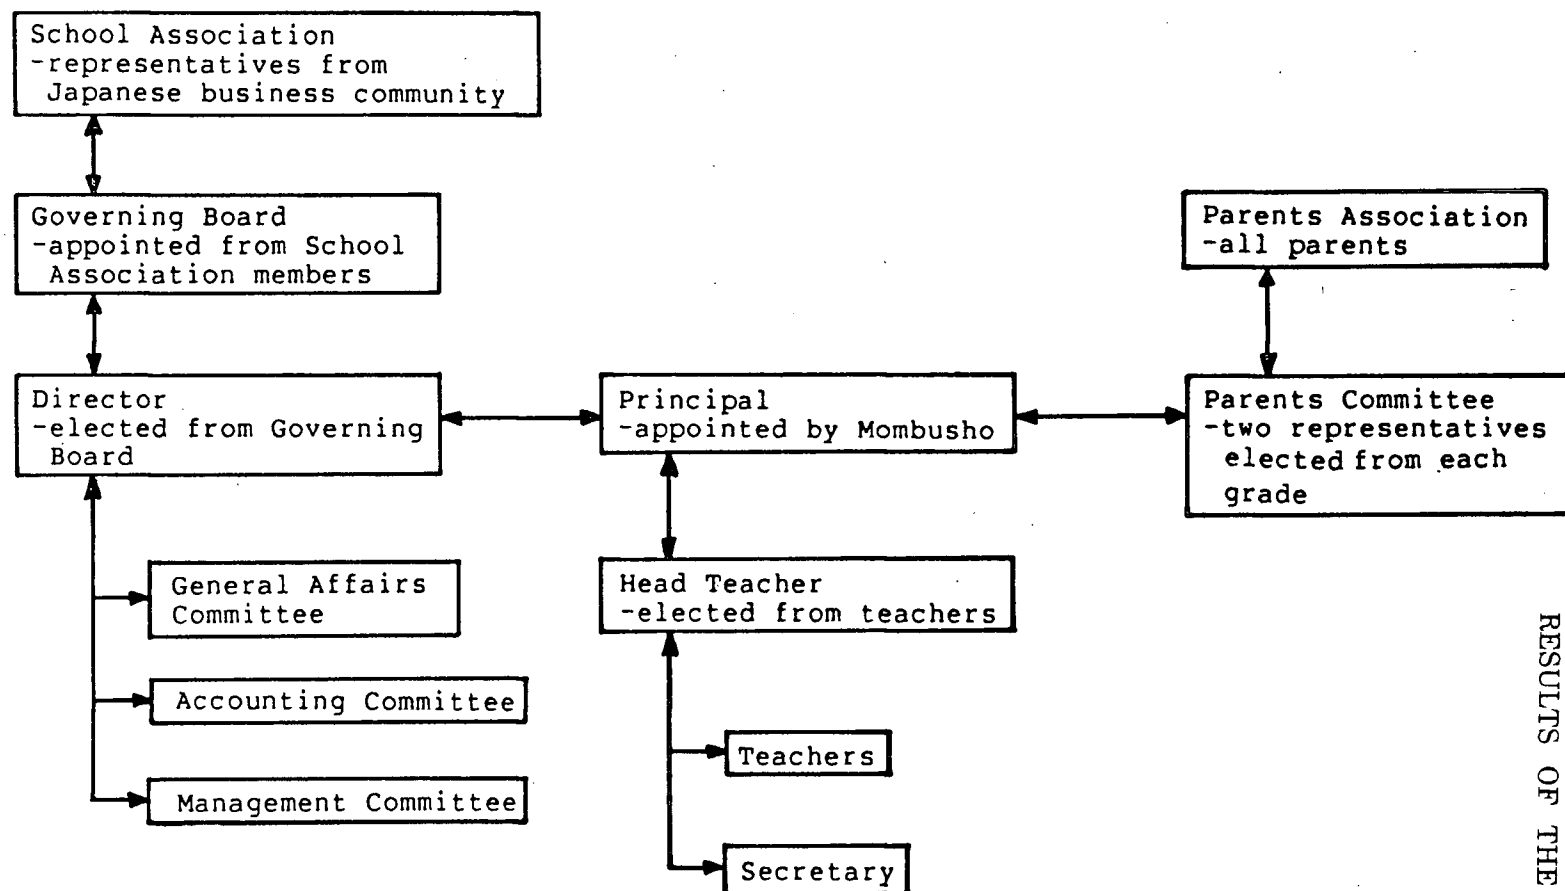 School Association
-representatives from
Japanese business community
Governing Board
-appointed from School
Association members
Parents Association
-all parents
Director
-elected from Governing
Board
Principal
-appointed by Mombusho
Parents Committee
-two representatives
elected from each
grade
General Affairs
Committee
Head Teacher
-elected from teachers
Accounting Committee
Teachers
Management Committee
Secretary
RESULTS OF THE